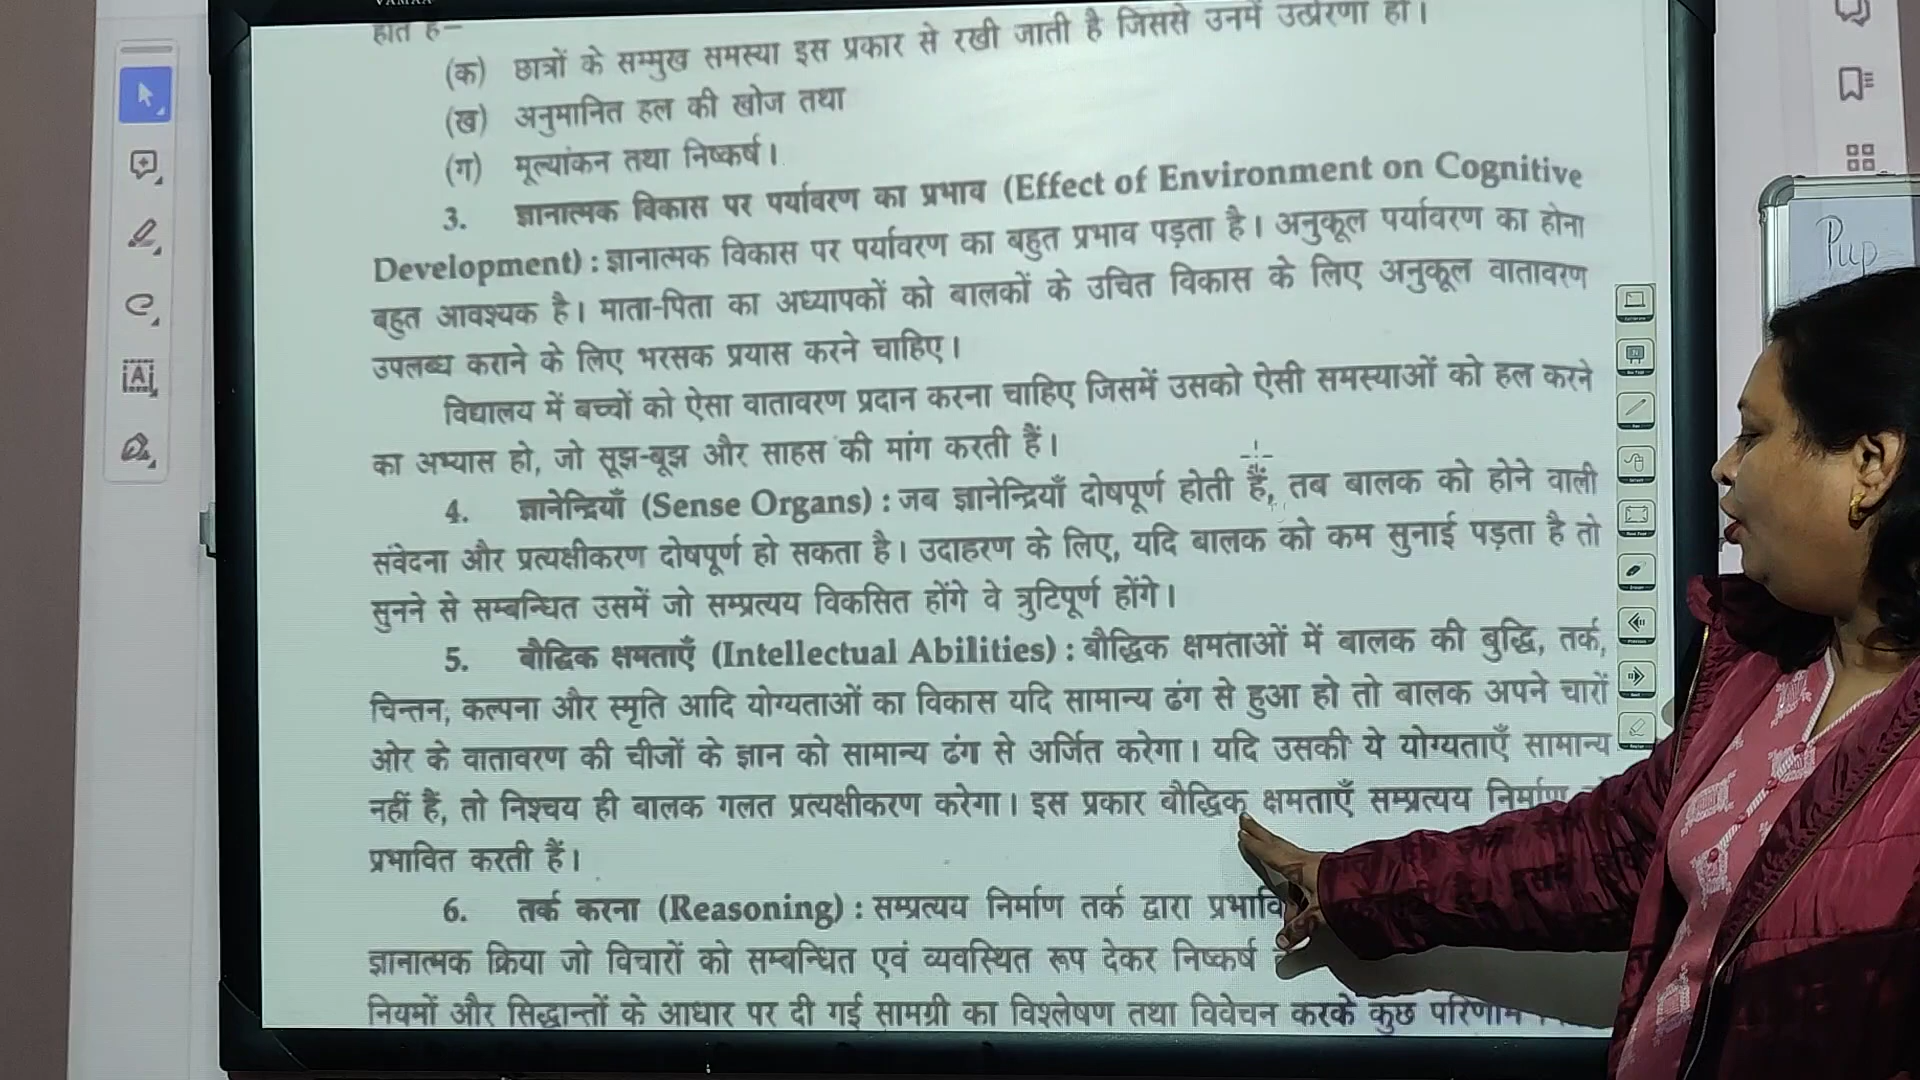 (क) छात्रों के सम्मुख समस्या इस प्रकार से रखी जाती है जिससे उनमें उत्प्रेरणा हो।
(ख) अनुमानित हल की खोज तथा
(ग) मूल्यांकन तथा निष्कर्ष।
3. ज्ञानात्मक विकास पर पर्यावरण का प्रभाव (Effect of Environment on Cognitive
Development) : ज्ञानात्मक विकास पर पर्यावरण का बहुत प्रभाव पड़ता है। अनुकूल पर्यावरण का होना
बहुत आवश्यक है। माता-पिता का अध्यापकों को बालकों के उचित विकास के लिए अनुकूल वातावरण
उपलब्ध कराने के लिए भरसक प्रयास करने चाहिए।
विद्यालय में बच्चों को ऐसा वातावरण प्रदान करना चाहिए जिसमें उसको ऐसी समस्याओं को हल करने
का अभ्यास हो, जो सूझ-बूझ और साहस की मांग करती हैं।
4. ज्ञानेन्द्रियाँ (Sense Organs) : जब ज्ञानेन्द्रियाँ दोषपूर्ण होती हैं, तब बालक को होने वाली
संवेदना और प्रत्यक्षीकरण दोषपूर्ण हो सकता है। उदाहरण के लिए, यदि बालक को कम सुनाई पड़ता है तो
सुनने से सम्बन्धित उसमें जो सम्प्रत्यय विकसित होंगे वे त्रुटिपूर्ण होंगे।
5. बौद्धिक क्षमताएँ (Intellectual Abilities) : बौद्धिक क्षमताओं में बालक की बुद्धि, तर्क,
चिन्तन, कल्पना और स्मृति आदि योग्यताओं का विकास यदि सामान्य ढंग से हुआ हो तो बालक अपने चारों
ओर के वातावरण की चीजों के ज्ञान को सामान्य ढंग से अर्जित करेगा। यदि उसकी ये योग्यताएँ सामान्य
नहीं हैं, तो निश्चय ही बालक गलत प्रत्यक्षीकरण करेगा। इस प्रकार बौद्धिक क्षमताएँ सम्प्रत्यय निर्माण
प्रभावित करती हैं।
6. तर्क करना (Reasoning) : सम्प्रत्यय निर्माण तर्क द्वारा
ज्ञानात्मक क्रिया जो विचारों को सम्बन्धित एवं व्यवस्थित रूप देकर निष्कर्ष
नियमों और सिद्धान्तों के आधार पर दी गई सामग्री का विश्लेषण तथा विवेचन करके कुछ परिणाम
Pup